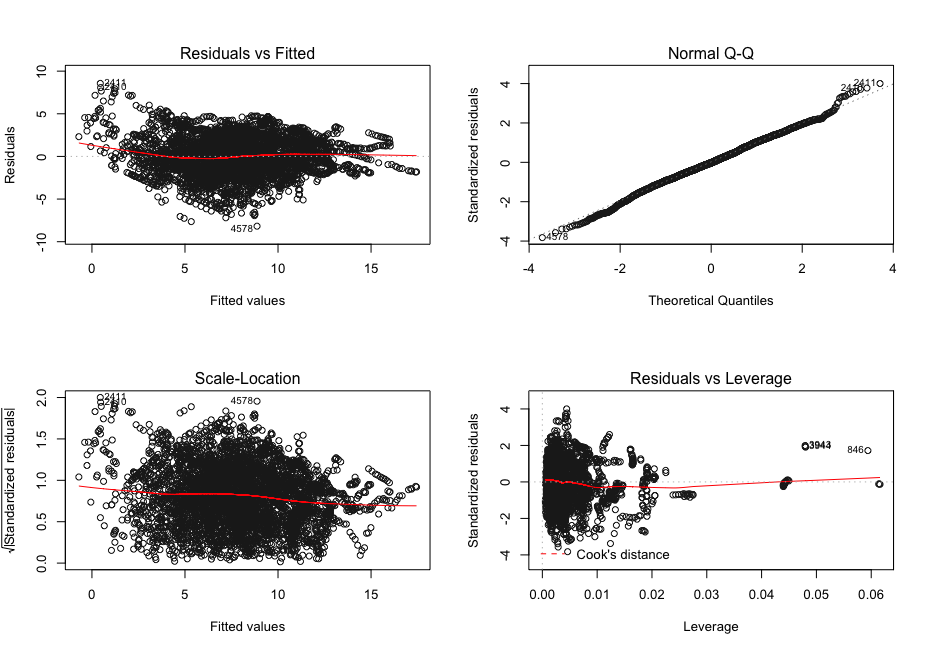 Residuals vs Fitted
Residuals
10
5
0
-5
-10
2411
2410
4578
0 5 10 15
Fitted values
Normal Q-Q
Standardized residuals
4
2
0
-2
-4
2411
4578
-4 -2 0 2 4
Theoretical Quantiles
Scale-Location
√|Standardized residuals|
2.0
1.5
1.0
0.5
0.0
2411
2410
4578
0 5 10 15
Fitted values
Residuals vs Leverage
Standardized residuals
4
2
0
-2
-4
846
Cook's distance
0.00 0.01 0.02 0.03 0.04 0.05 0.06
Leverage